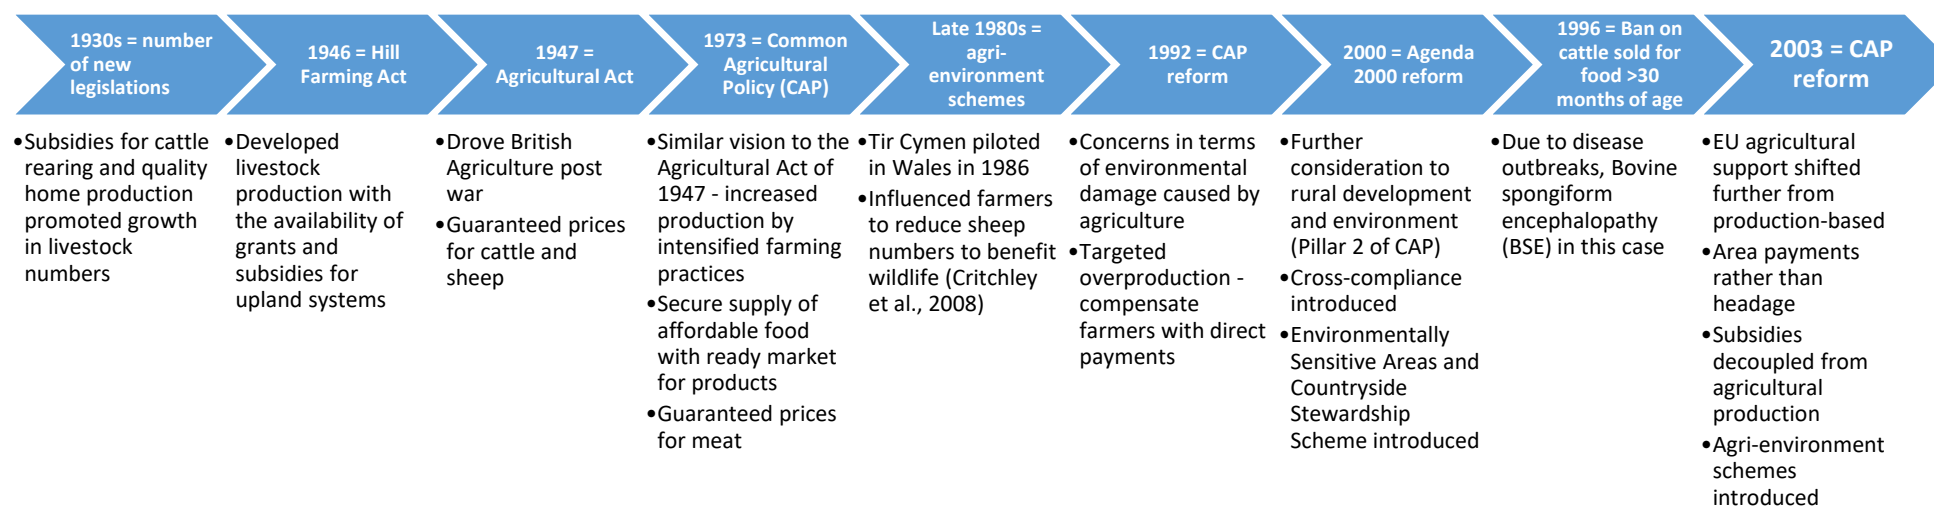 1930s = number
of new
legislations
•Subsidies for cattle
rearing and quality
home production
promoted growth
in livestock
numbers
1946 = Hill
Farming Act
•Developed
livestock
production with
the availability of
grants and
subsidies for
upland systems
1947 =
Agricultural Act
•Drove British
Agriculture post
war
•Guaranteed prices
for cattle and
sheep
1973 = Common
Agricultural
Policy (CAP)
•Similar vision to the
Agricultural Act of
1947 - increased
production by
intensified farming
practices
•Secure supply of
affordable food
with ready market
for products
•Guaranteed prices
for meat
Late 1980s =
agri-
environment
schemes
•Tir Cymen piloted
in Wales in 1986
•Influenced farmers
to reduce sheep
numbers to benefit
wildlife (Critchley
et al., 2008)
1992 = CAP
reform
•Concerns in terms
of environmental
damage caused by
agriculture
•Targeted
overproduction -
compensate
farmers with direct
payments
2000 = Agenda
2000 reform
•Further
consideration to
rural development
and environment
(Pillar 2 of CAP)
•Cross-compliance
introduced
•Environmentally
Sensitive Areas and
Countryside
Stewardship
Scheme introduced
1996 = Ban on
cattle sold for
food >30
months of age
•Due to disease
outbreaks, Bovine
spongiform
encephalopathy
(BSE) in this case
2003 = CAP
reform
•EU agricultural
support shifted
further from
production-based
•Area payments
rather than
headage
•Subsidies
decoupled from
agricultural
production
•Agri-environment
schemes
introduced